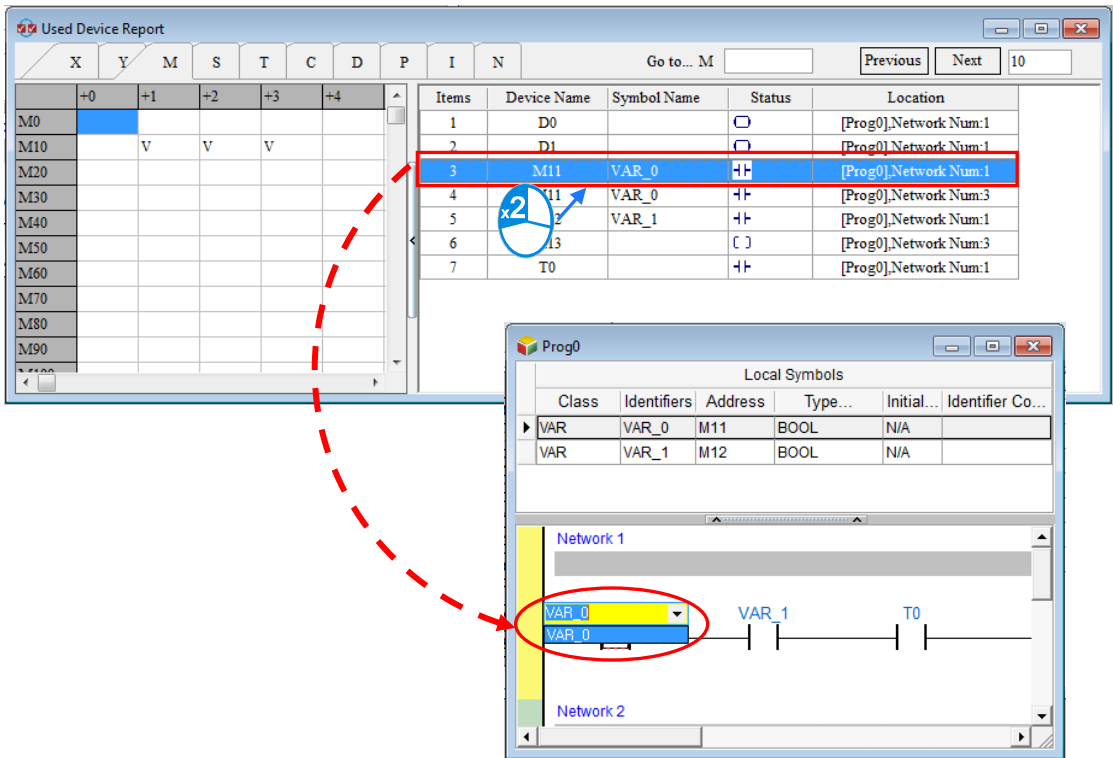 Used Device Report
X Y M S T C D P I N Go to... M Previous Next 10
+0 +1 +2 +3 +4
M0
M10 V V V
M20
M30
M40
M50
M60
M70
M80
M90
Items Device Name Symbol Name Status Location
1 D0 [Prog0],Network Num:1
2 D1 [Prog0],Network Num:1
3 M11 VAR_0 [Prog0],Network Num:1
4 11 VAR_0 [Prog0],Network Num:3
5 2 VAR_1 [Prog0],Network Num:1
6 13 [Prog0],Network Num:3
7 T0 [Prog0],Network Num:1
x2
Prog0
Local Symbols
Class Identifiers Address Type... Initial... Identifier Co...
VAR VAR_0 M11 BOOL N/A
VAR VAR_1 M12 BOOL N/A
Network 1
VAR_0 VAR_1 T0
VAR_0
Network 2